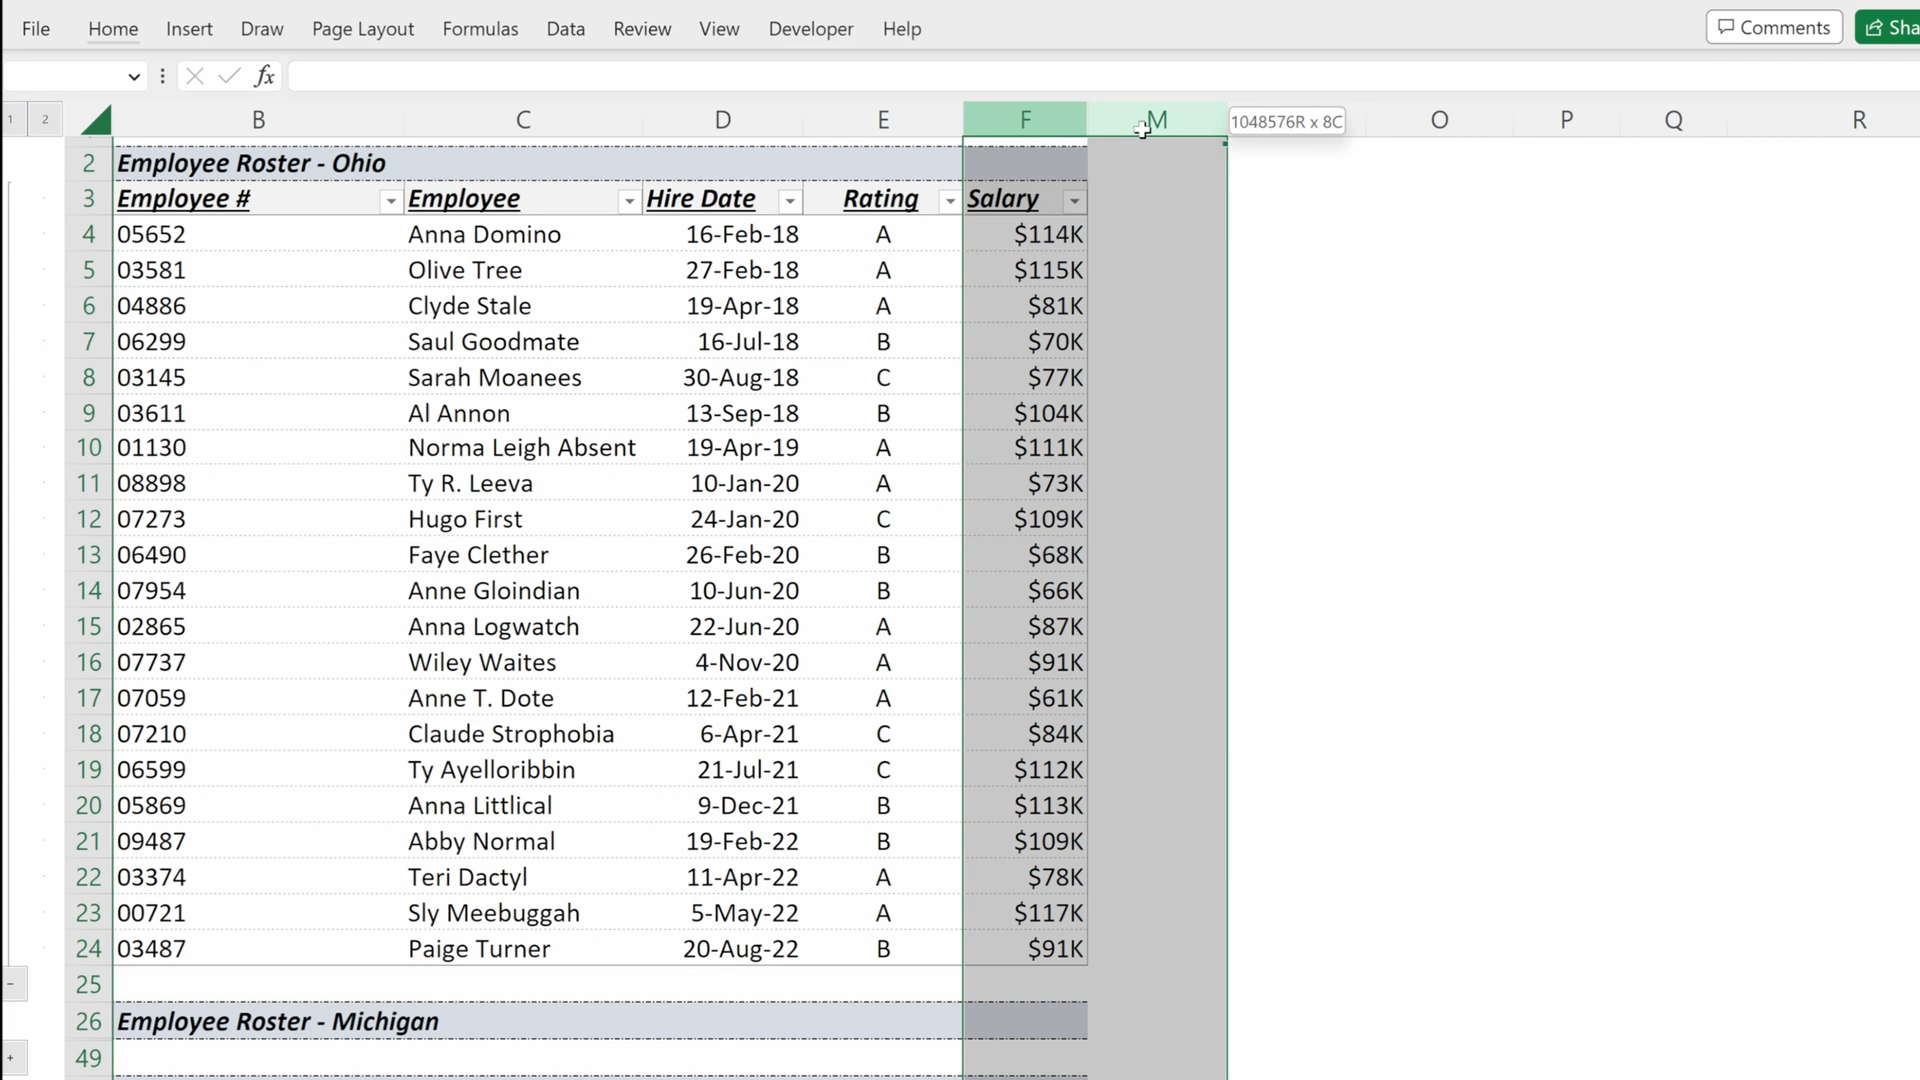 File Home Insert Draw Page Layout Formulas Data Review View Developer Help Comments Sha
fx
1 2 B C D E F M 1048576R x 8C O P Q R
2 Employee Roster - Ohio
3 Employee # Employee Hire Date Rating Salary
4 05652 Anna Domino 16-Feb-18 A $114K
5 03581 Olive Tree 27-Feb-18 A $115K
6 04886 Clyde Stale 19-Apr-18 A $81K
7 06299 Saul Goodmate 16-Jul-18 B $70K
8 03145 Sarah Moanees 30-Aug-18 C $77K
9 03611 Al Annon 13-Sep-18 B $104K
10 01130 Norma Leigh Absent 19-Apr-19 A $111K
11 08898 Ty R. Leeva 10-Jan-20 A $73K
12 07273 Hugo First 24-Jan-20 C $109K
13 06490 Faye Clether 26-Feb-20 B $68K
14 07954 Anne Gloindian 10-Jun-20 B $66K
15 02865 Anna Logwatch 22-Jun-20 A $87K
16 07737 Wiley Waites 4-Nov-20 A $91K
17 07059 Anne T. Dote 12-Feb-21 A $61K
18 07210 Claude Strophobia 6-Apr-21 C $84K
19 06599 Ty Ayelloribbin 21-Jul-21 C $112K
20 05869 Anna Littlical 9-Dec-21 B $113K
21 09487 Abby Normal 19-Feb-22 B $109K
22 03374 Teri Dactyl 11-Apr-22 A $78K
23 00721 Sly Meebuggah 5-May-22 A $117K
24 03487 Paige Turner 20-Aug-22 B $91K
25
26 Employee Roster - Michigan
49